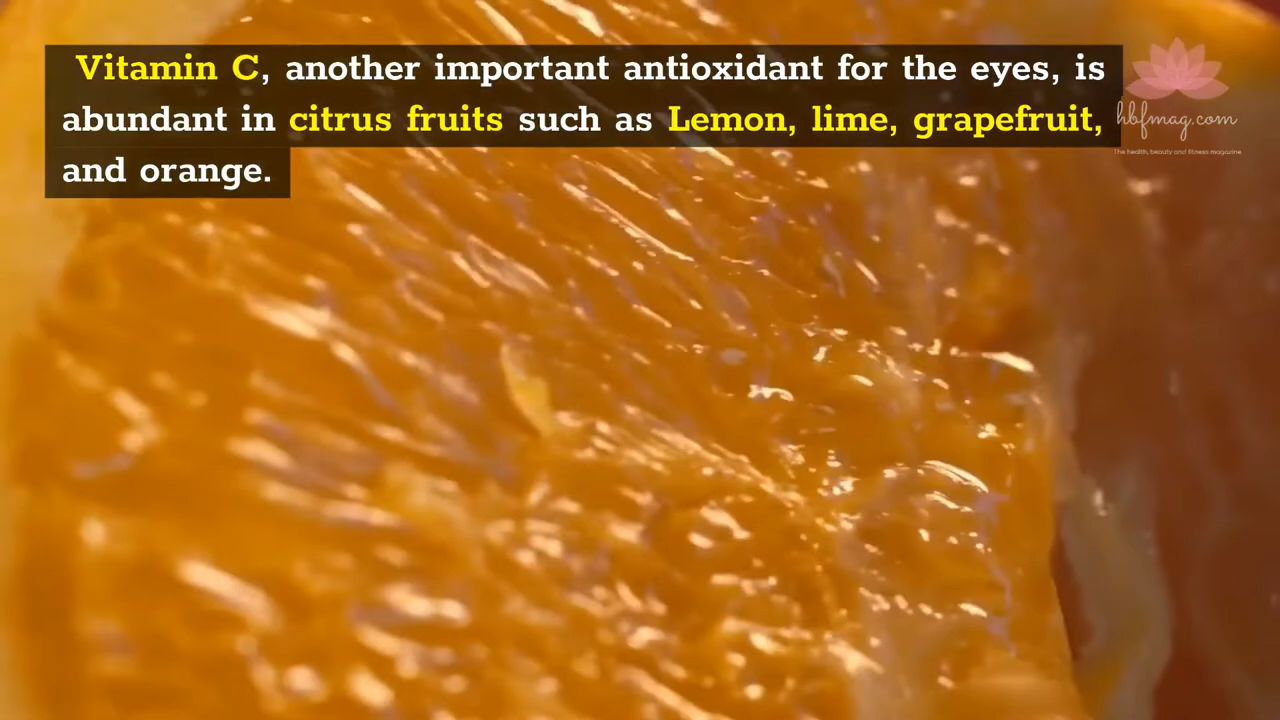 Vitamin C, another important antioxidant for the eyes, is
abundant in citrus fruits such as Lemon, lime, grapefruit,
and orange.
hbfmag.com
The health, beauty and fitness magazine